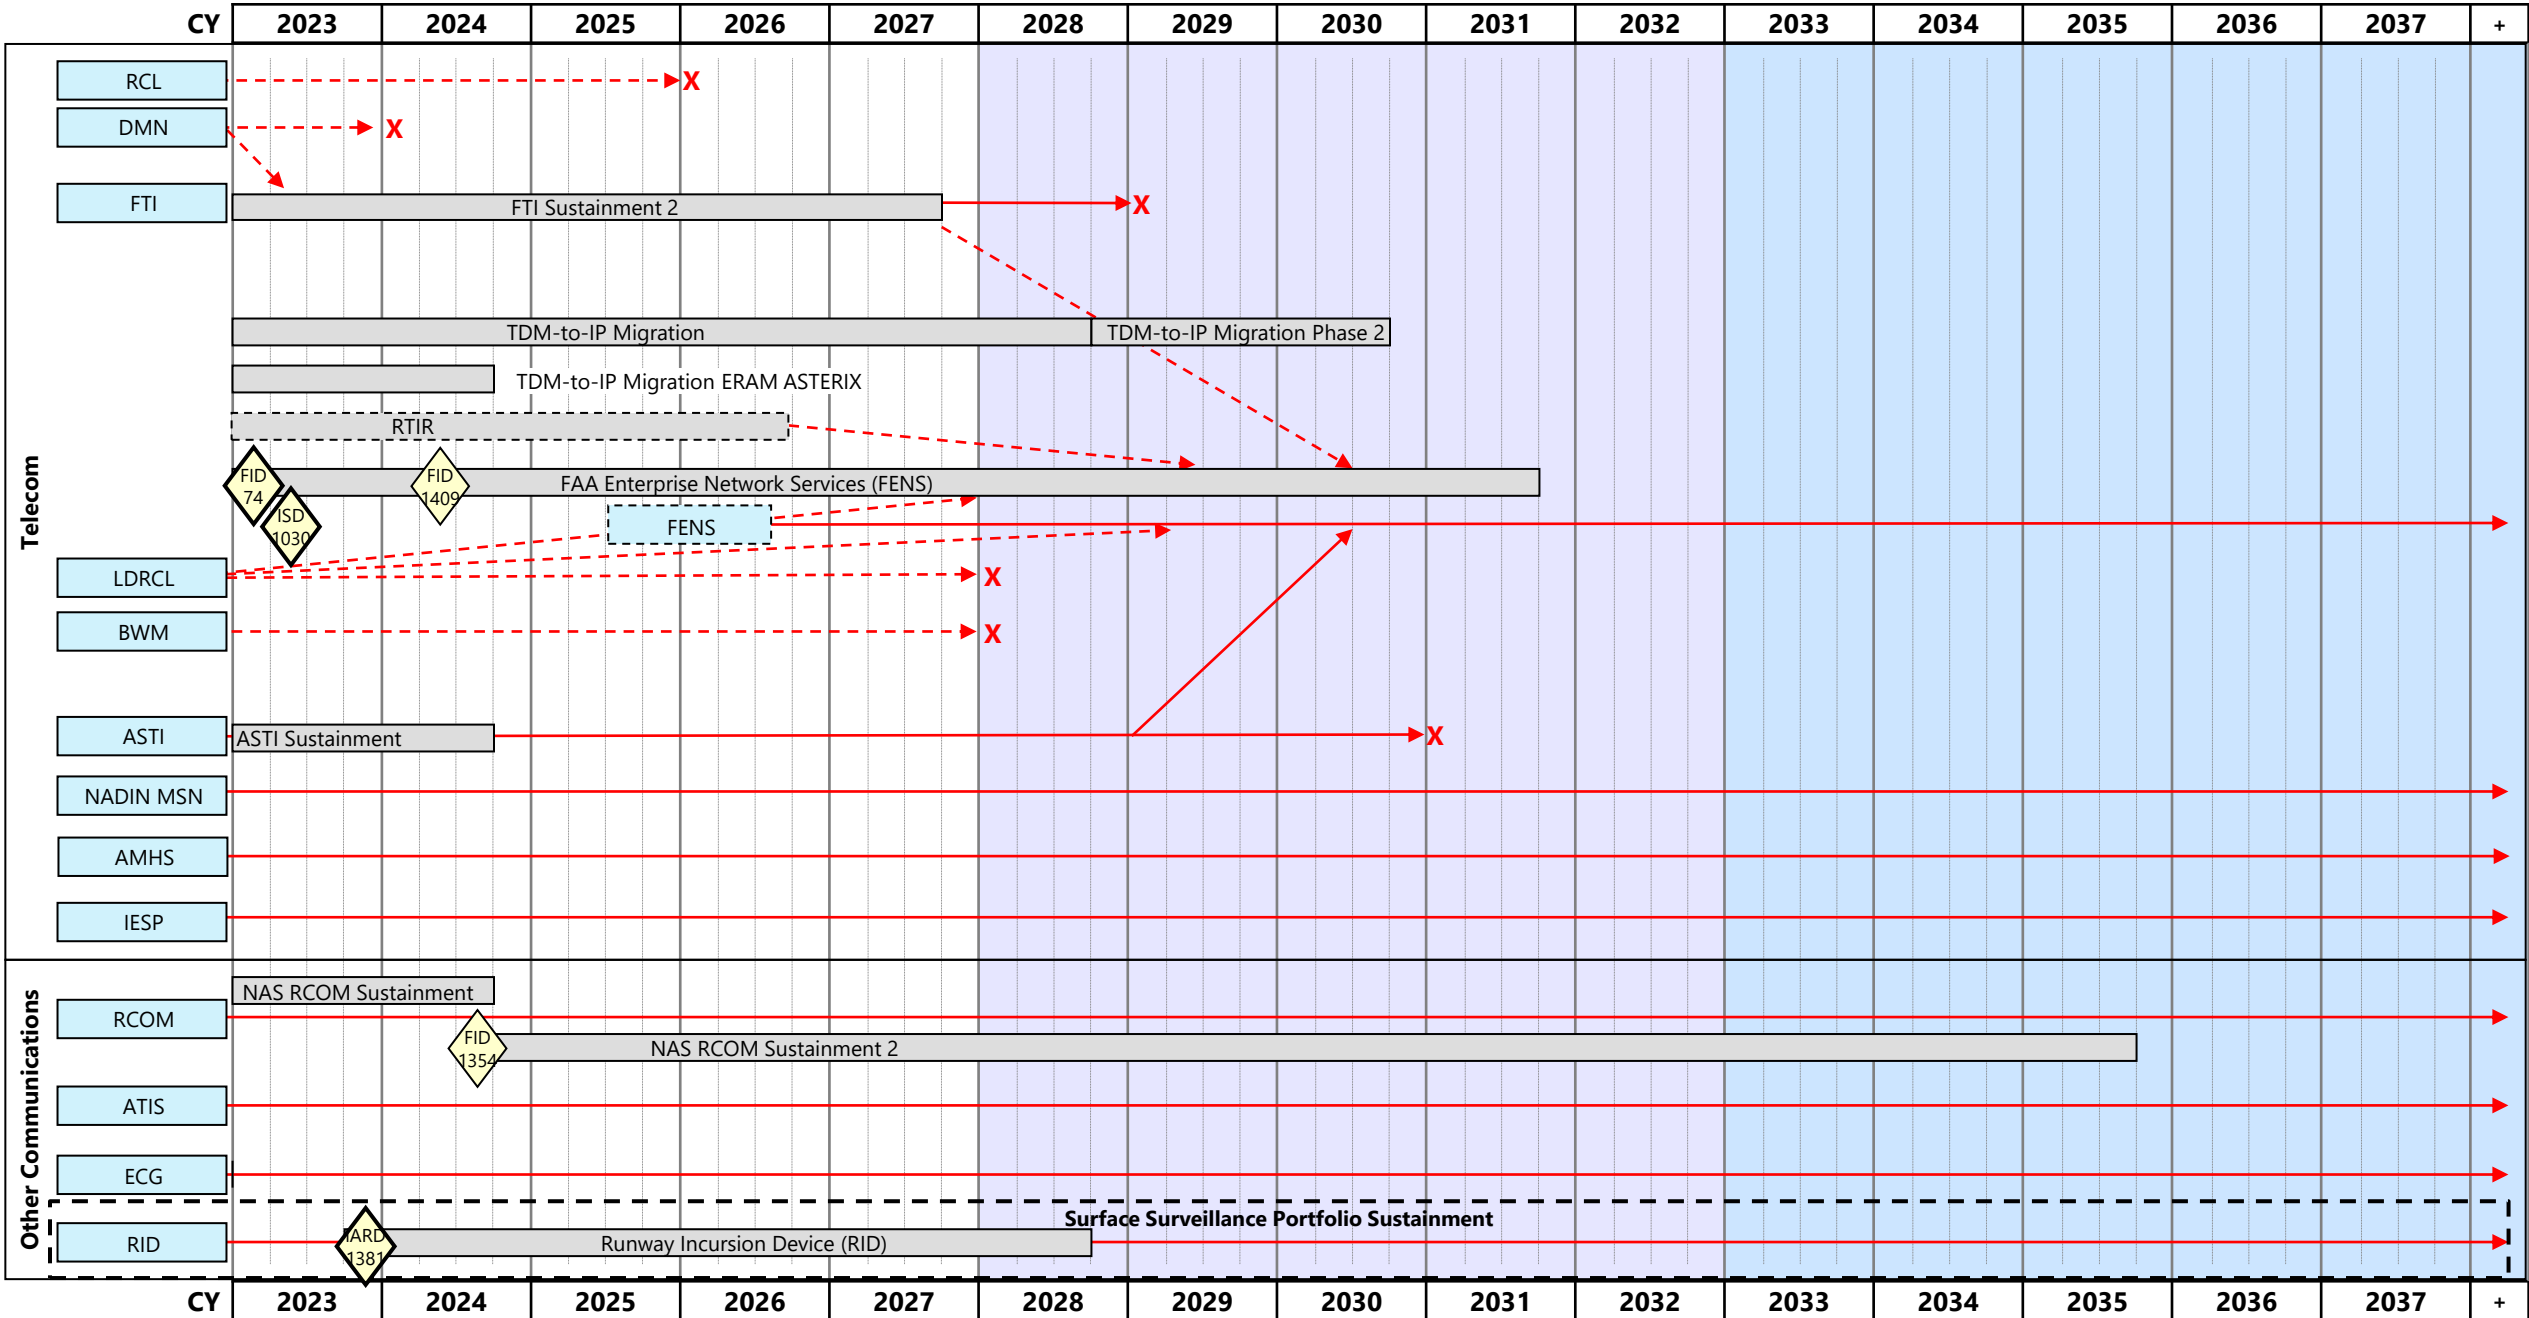 CY 2023 2024 2025 2026 2027 2028 2029 2030 2031 2032 2033 2034 2035 2036 2037 +
Telecom
RCL
X
DMN
X
FTI
FTI Sustainment 2
X
TDM-to-IP Migration
TDM-to-IP Migration Phase 2
TDM-to-IP Migration ERAM ASTERIX
RTIR
FID
74
FID
1409
FAA Enterprise Network Services (FENS)
ISD
1030
FENS
LDRCL
X
BWM
X
ASTI
ASTI Sustainment
X
NADIN MSN
AMHS
IESP
Other Communications
NAS RCOM Sustainment
RCOM
FID
1354
NAS RCOM Sustainment 2
ATIS
ECG
Surface Surveillance Portfolio Sustainment
RID
IARD
1381
Runway Incursion Device (RID)
CY 2023 2024 2025 2026 2027 2028 2029 2030 2031 2032 2033 2034 2035 2036 2037 +